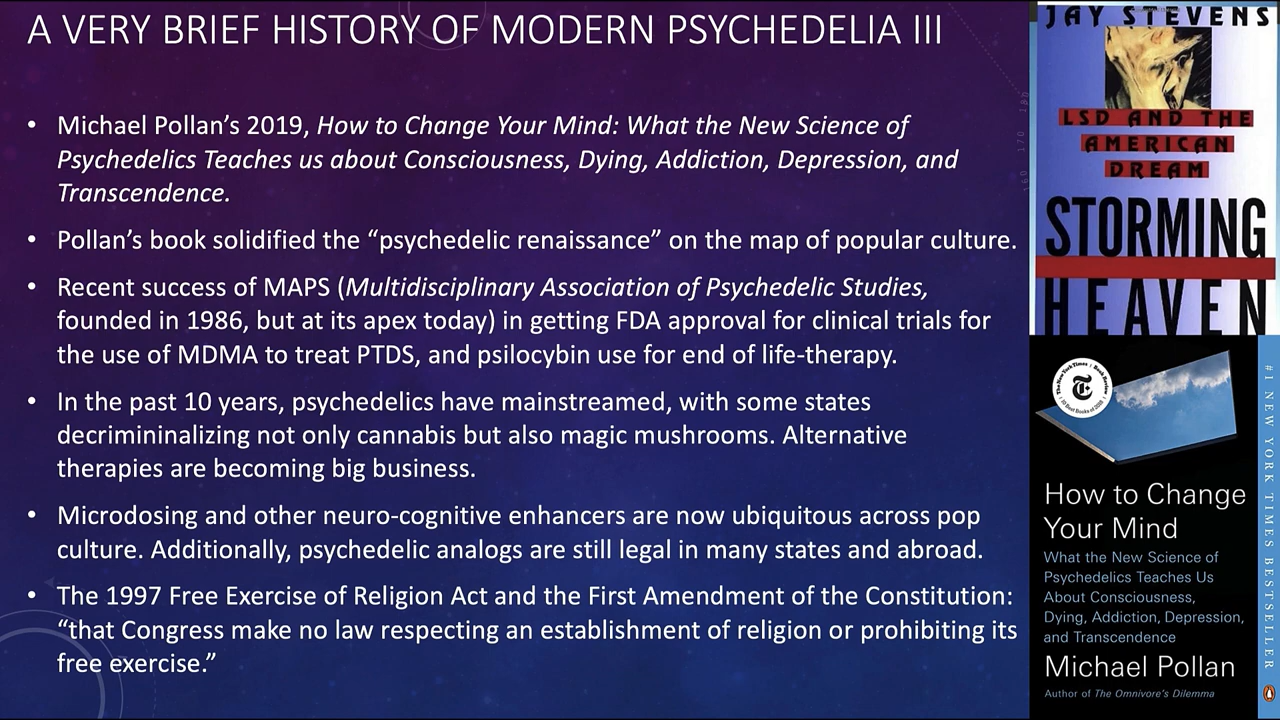 A VERY BRIEF HISTORY OF MODERN PSYCHEDELIA III
• Michael Pollan’s 2019, How to Change Your Mind: What the New Science of
Psychedelics Teaches us about Consciousness, Dying, Addiction, Depression, and
Transcendence.
• Pollan’s book solidified the “psychedelic renaissance” on the map of popular culture.
• Recent success of MAPS (Multidisciplinary Association of Psychedelic Studies,
founded in 1986, but at its apex today) in getting FDA approval for clinical trials for
the use of MDMA to treat PTDS, and psilocybin use for end of life-therapy.
• In the past 10 years, psychedelics have mainstreamed, with some states
decrimininalizing not only cannabis but also magic mushrooms. Alternative
therapies are becoming big business.
• Microdosing and other neuro-cognitive enhancers are now ubiquitous across pop
culture. Additionally, psychedelic analogs are still legal in many states and abroad.
• The 1997 Free Exercise of Religion Act and the First Amendment of the Constitution:
“that Congress make no law respecting an establishment of religion or prohibiting its
free exercise.”
JAY STEVENS
LSD AND THE
AMERICAN
DREAM
STORMING
HEAVEN
T
How to Change
Your Mind
What the New Science of
Psychedelics Teaches Us
About Consciousness,
Dying, Addiction, Depression,
and Transcendence
Michael Pollan
Author of The Omnivore's Dilemma
#1 NEW YORK TIMES BESTSELLER
160 170 180